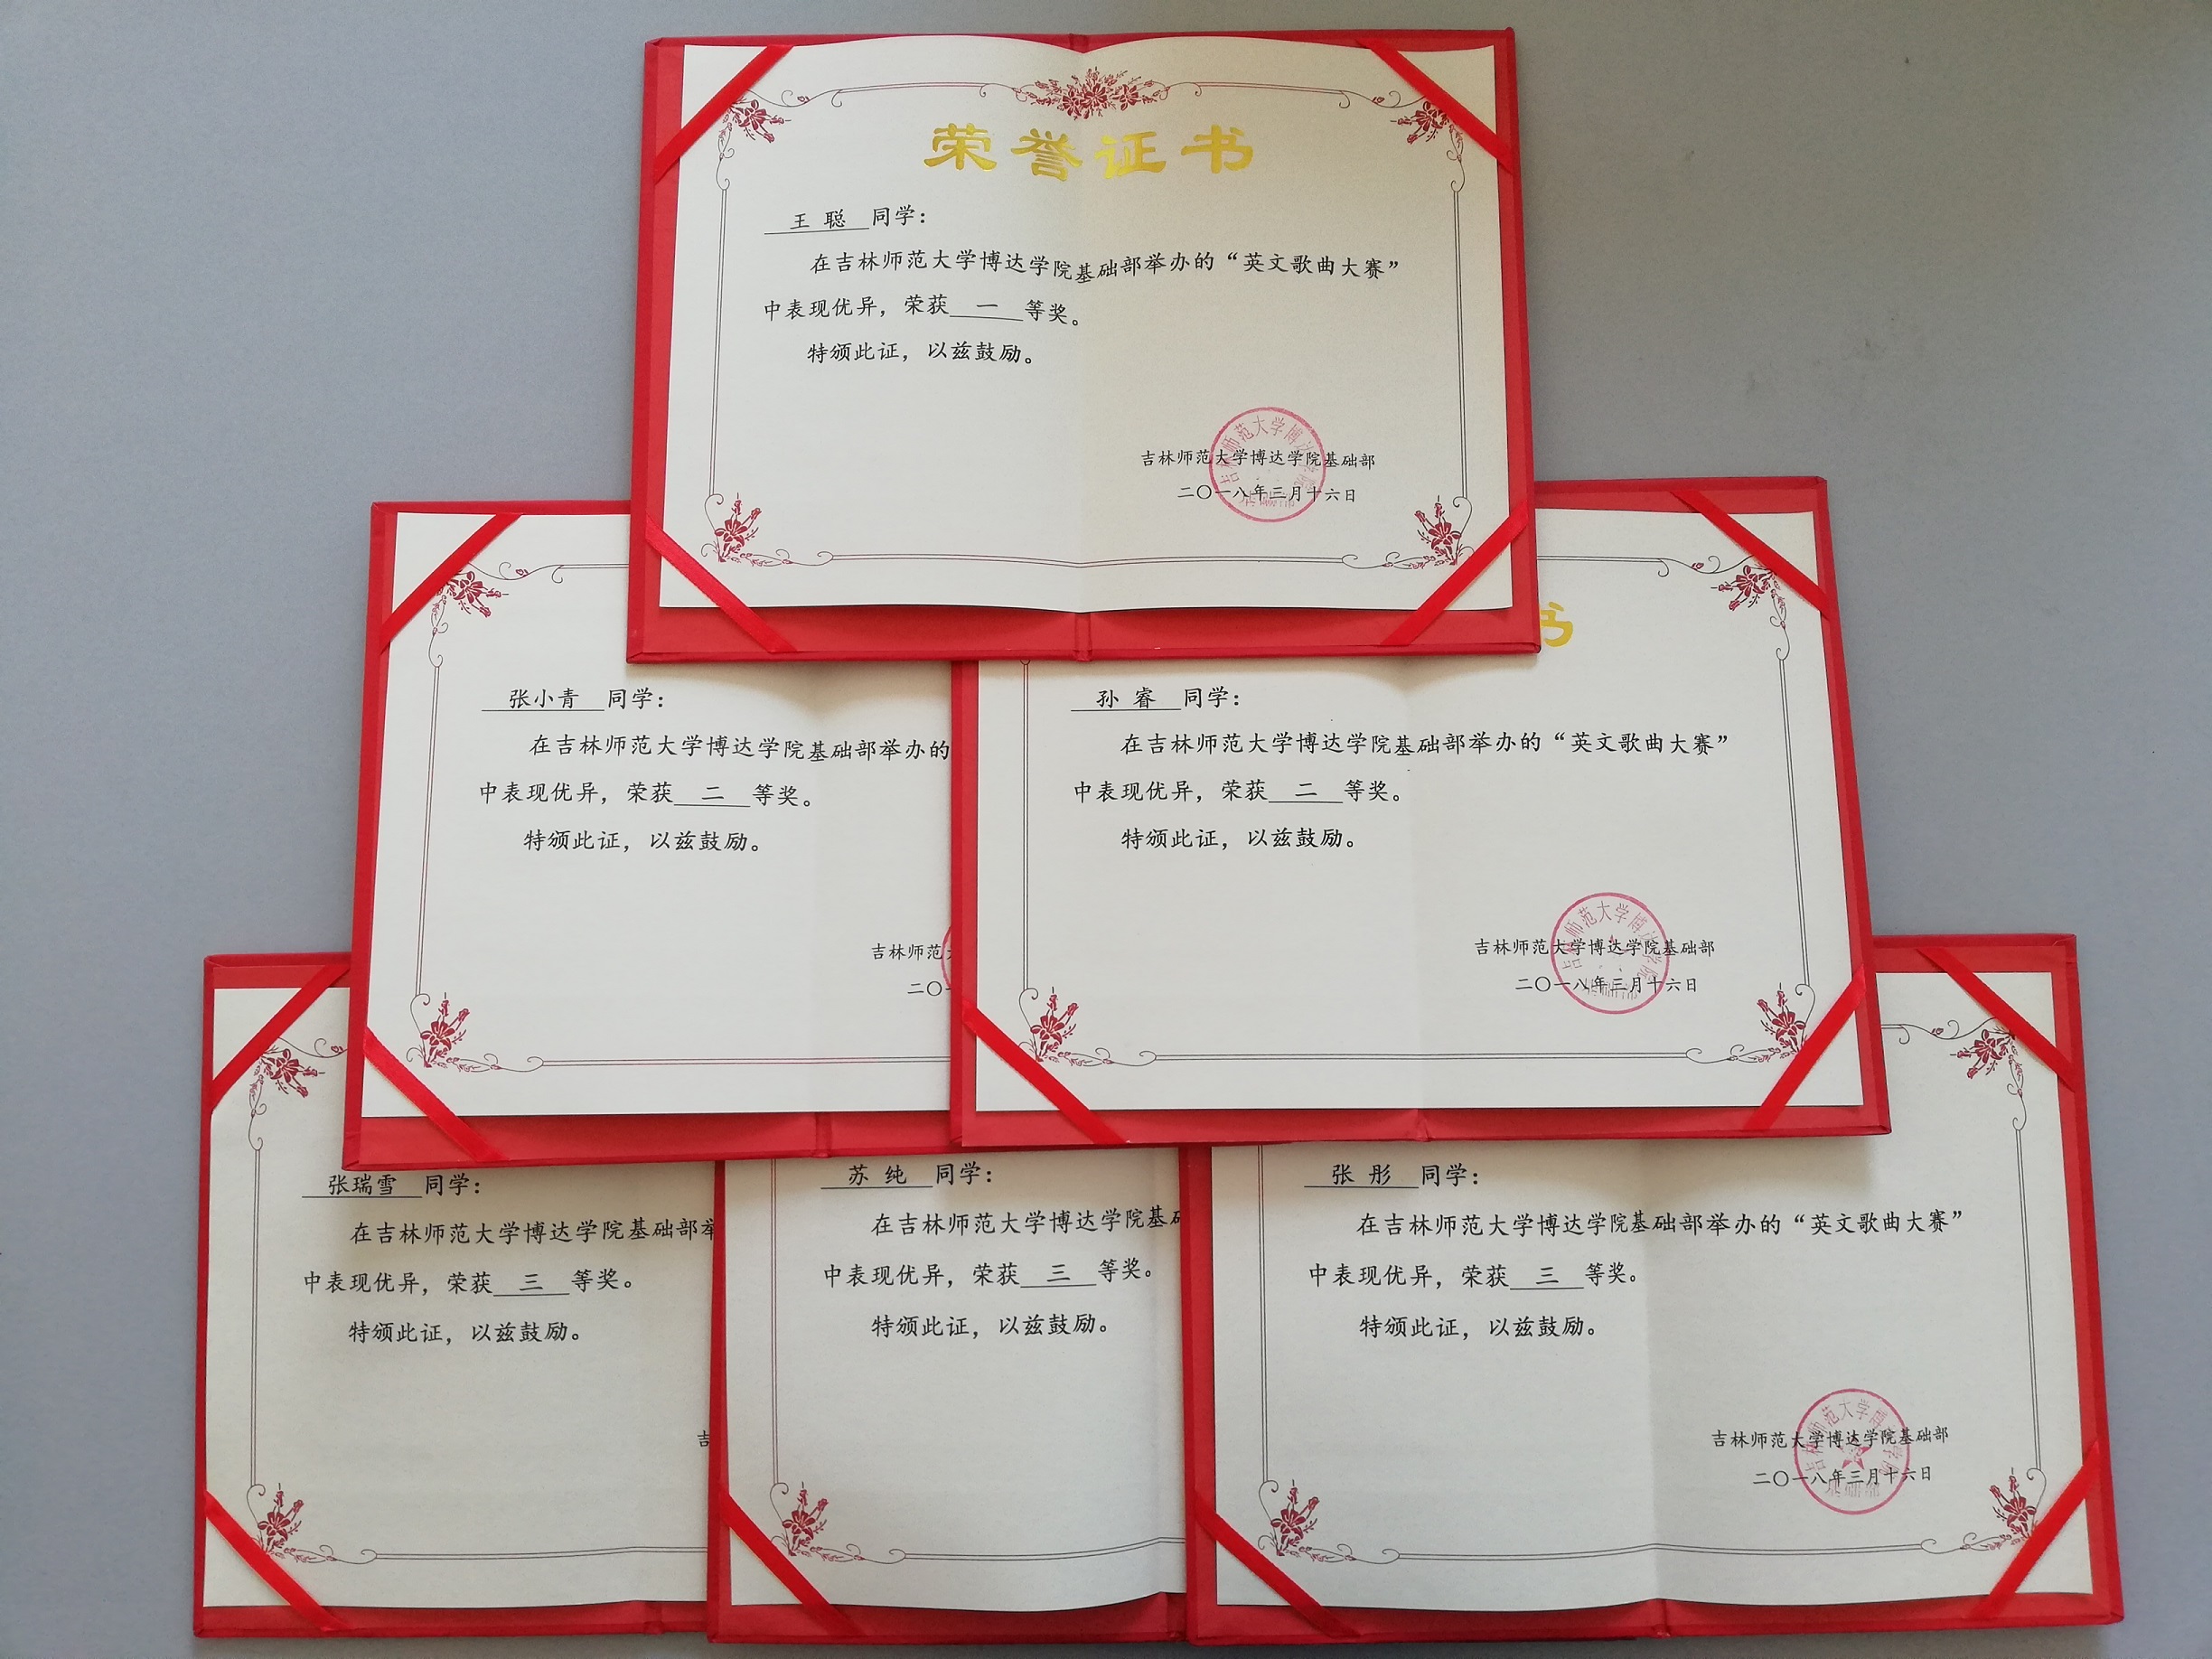 荣誉证书
王 聪 同学：
在吉林师范大学博达学院基础部举办的“英文歌曲大赛”
中表现优异，荣获 一 等奖。
特颁此证，以兹鼓励。
吉林师范大学博达学院基础部
二〇一八年三月十六日
张小青 同学：
在吉林师范大学博达学院基础部举办的
中表现优异，荣获 二 等奖。
特颁此证，以兹鼓励。
吉林师范
二〇
书
孙 睿 同学：
在吉林师范大学博达学院基础部举办的“英文歌曲大赛”
中表现优异，荣获 二 等奖。
特颁此证，以兹鼓励。
吉林师范大学博达学院基础部
二〇一八年三月十六日
张瑞雪 同学：
在吉林师范大学博达学院基础部举
中表现优异，荣获 三 等奖。
特颁此证，以兹鼓励。
吉
苏 纯 同学：
在吉林师范大学博达学院基础
中表现优异，荣获 三 等奖。
特颁此证，以兹鼓励。
张 彤 同学：
在吉林师范大学博达学院基础部举办的“英文歌曲大赛”
中表现优异，荣获 三 等奖。
特颁此证，以兹鼓励。
吉林师范大学博达学院基础部
二〇一八年三月十六日